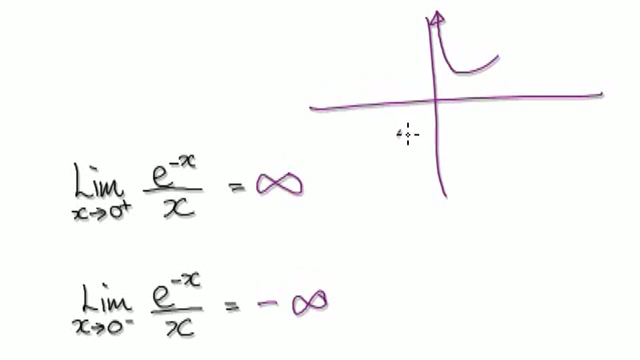 Lim x→0⁺ e⁻ˣ/x = ∞
Lim x→0⁻ e⁻ˣ/x = - ∞